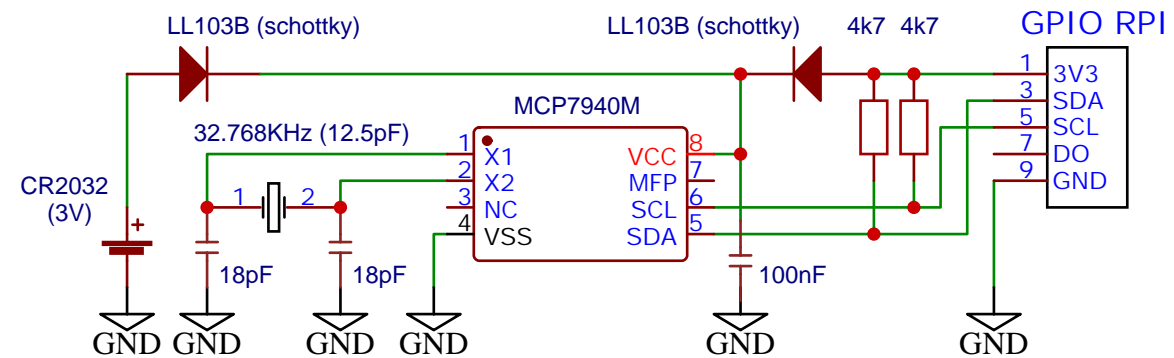 LL103B (schottky)
LL103B (schottky)
4k7 4k7
GPIO RPI
1 3V3
3 SDA
5 SCL
7 DO
9 GND
MCP7940M
32.768KHz (12.5pF)
1 X1
2 X2
3 NC
4 VSS
VCC 8
MFP 7
SCL 6
SDA 5
1 2
CR2032
(3V)
+
18pF
18pF
100nF
GND GND GND GND GND GND